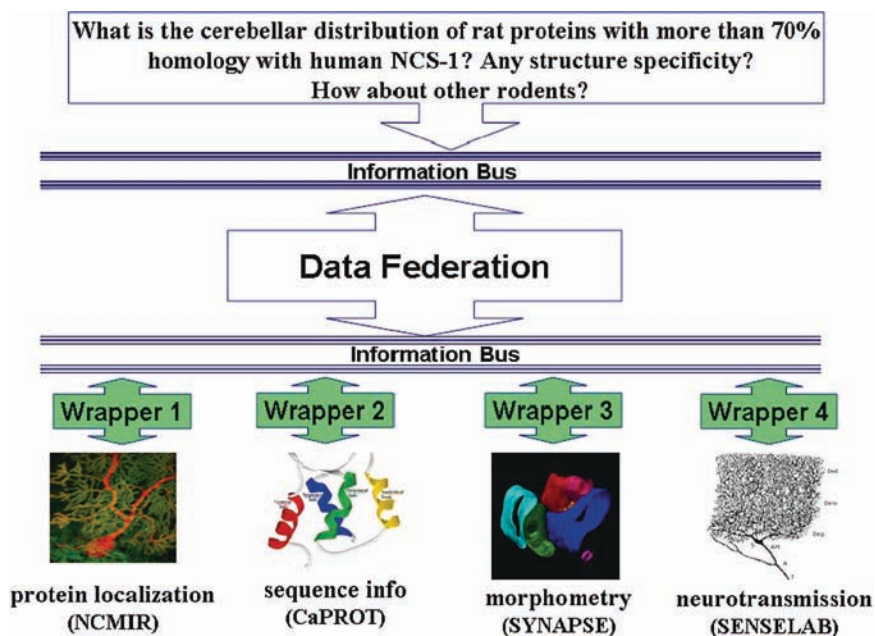 What is the cerebellar distribution of rat proteins with more than 70%
homology with human NCS-1? Any structure specificity?
How about other rodents?
Information Bus
Data Federation
Information Bus
Wrapper 1
Wrapper 2
Wrapper 3
Wrapper 4
protein localization
(NCMIR)
sequence info
(CaPROT)
morphometry
(SYNAPSE)
neurotransmission
(SENSELAB)